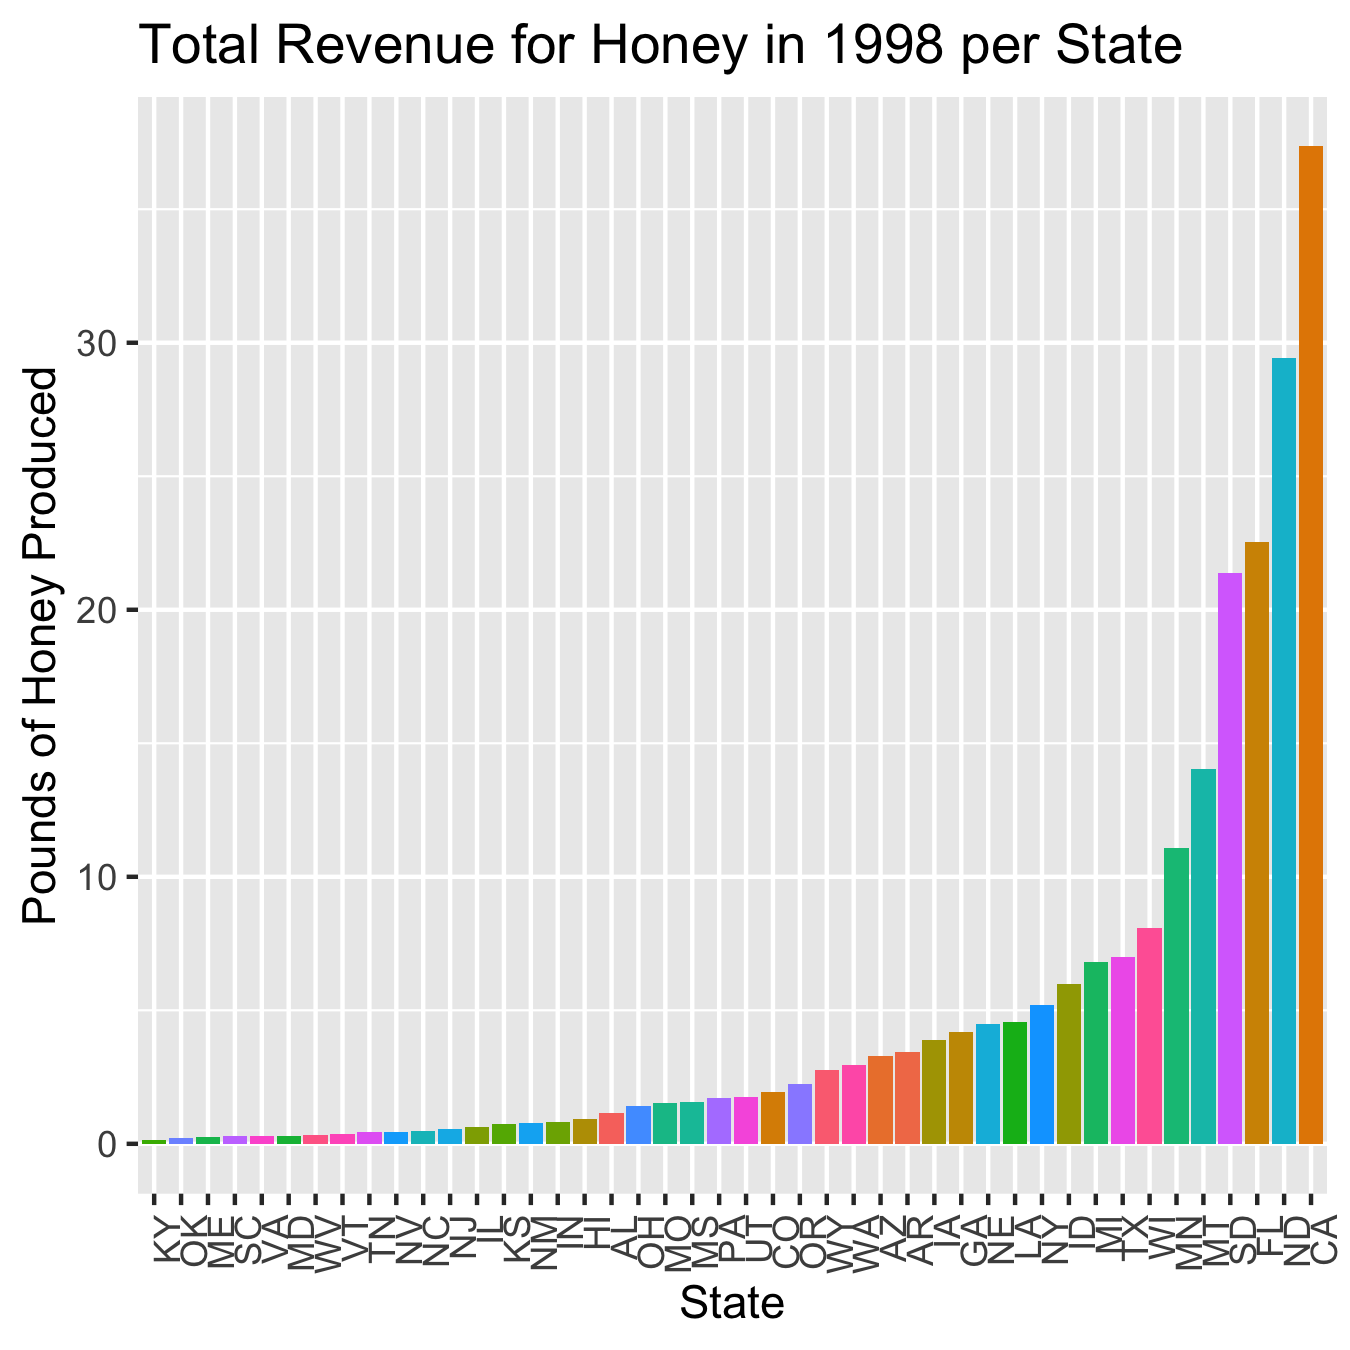 Total Revenue for Honey in 1998 per State
Pounds of Honey Produced
30
20
10
0
KY OK ME SC VA MD WV VT TN NV NC NJ IL KS NM IN HI AL OH MO MS PA UT CO OR WY WA AZ AR IA GA NE LA NY ID MI TX WI MN MT SD FL ND CA
State